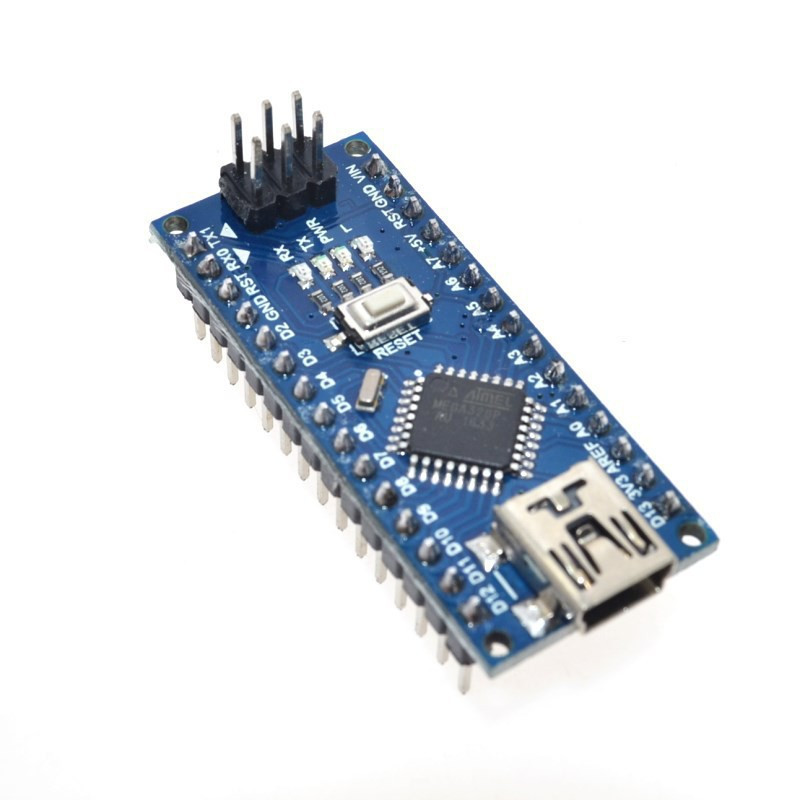 TX1
RX0
RST
GND
D2
D3
D4
D5
D6
D7
D8
D9
D10
D11
D12
VIN
GND
RST
+5V
A7
A6
A5
A4
A3
A2
A1
A0
AREF
3V3
D13
RX
TX
PWR
L
RESET
ATMEL
MEGA328P